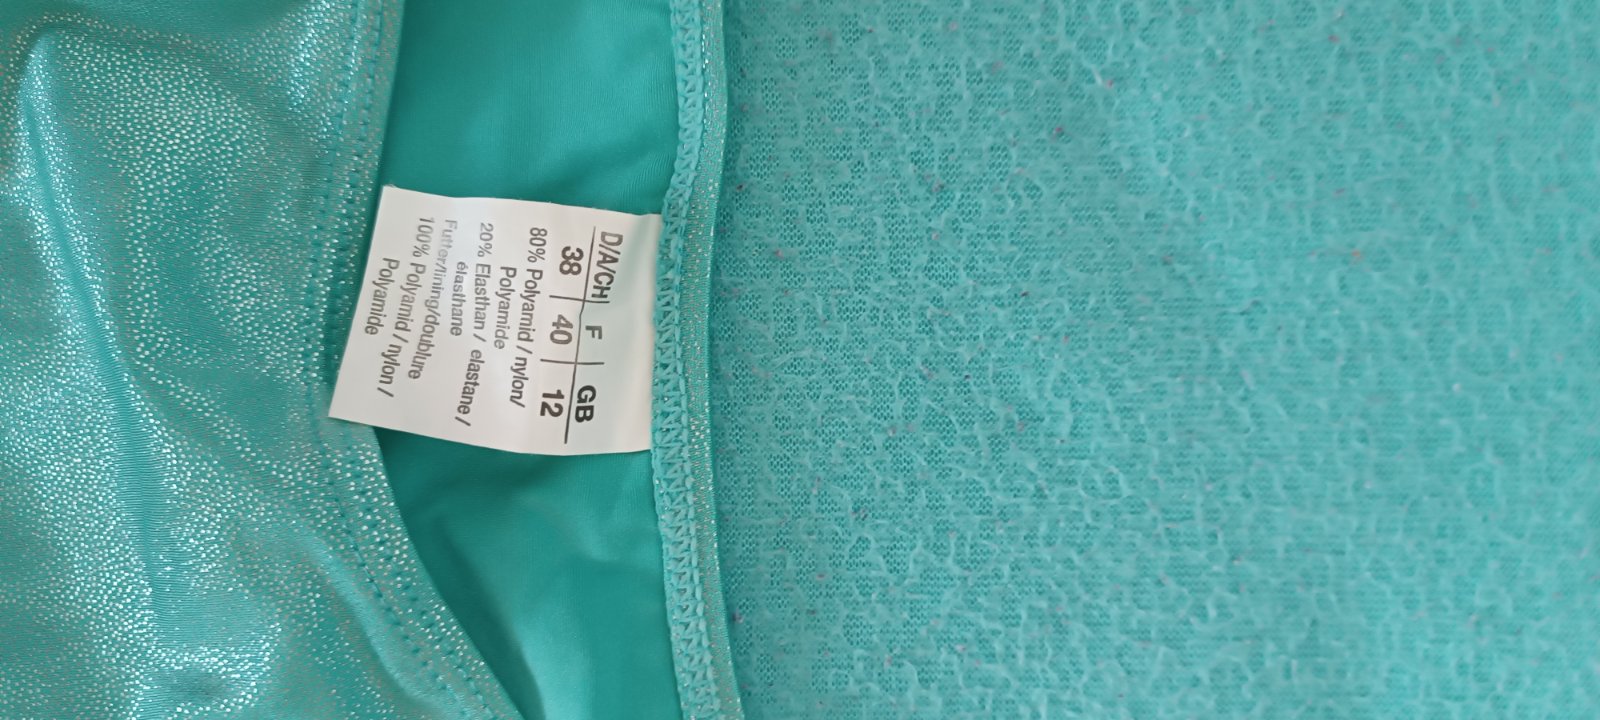 D/A/CH F GB
38 40 12
80% Polyamid / nylon/
Polyamide
20% Elasthan / elastane /
élasthane
Futter/lining/doublure
100% Polyamid / nylon /
Polyamide